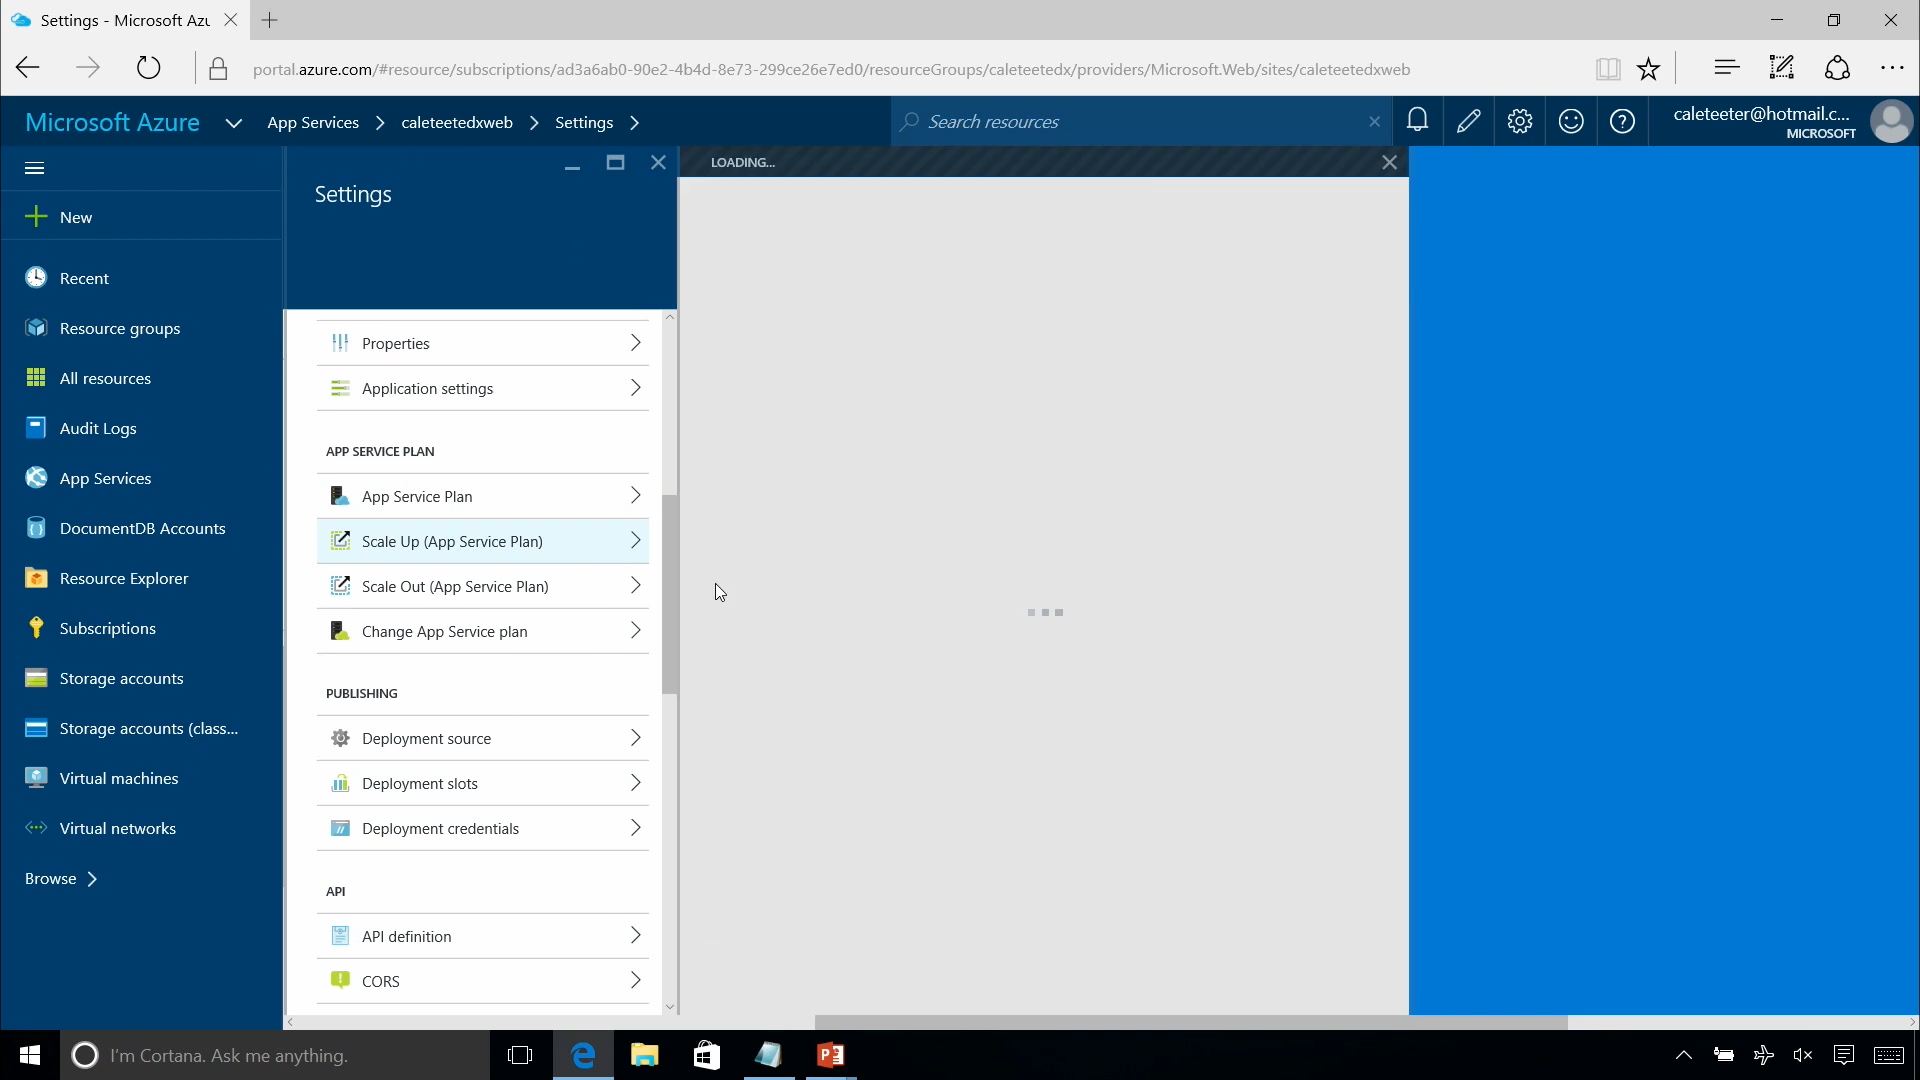 Settings - Microsoft Azu
portal.azure.com/#resource/subscriptions/ad3a6ab0-90e2-4b4d-8e73-299ce26e7ed0/resourceGroups/caleteetedx/providers/Microsoft.Web/sites/caleteetedxweb
Microsoft Azure
App Services
caleteetedxweb
Settings
Search resources
caleteeter@hotmail.c...
MICROSOFT
New
Recent
Resource groups
All resources
Audit Logs
App Services
DocumentDB Accounts
Resource Explorer
Subscriptions
Storage accounts
Storage accounts (class...
Virtual machines
Virtual networks
Browse
Settings
Properties
Application settings
APP SERVICE PLAN
App Service Plan
Scale Up (App Service Plan)
Scale Out (App Service Plan)
Change App Service plan
PUBLISHING
Deployment source
Deployment slots
Deployment credentials
API
API definition
CORS
LOADING...
I'm Cortana. Ask me anything.